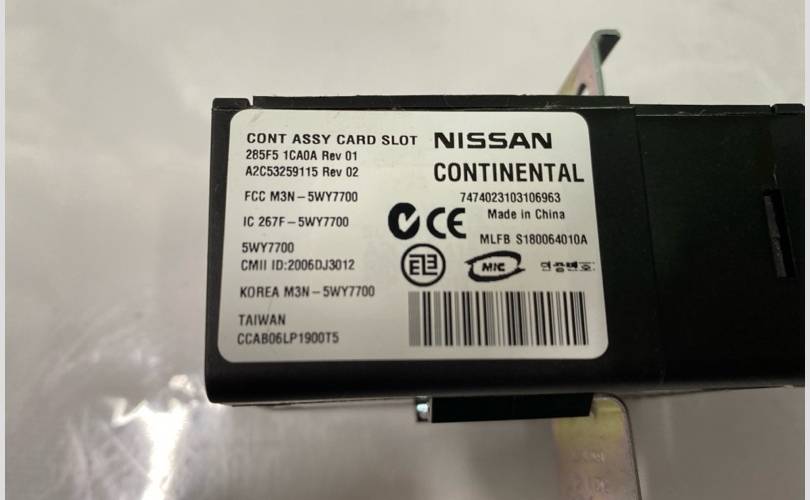 CONT ASSY CARD SLOT
285F5 1CA0A Rev 01
A2C53259115 Rev 02
FCC M3N-5WY7700
IC 267F-5WY7700
5WY7700
CMII ID:2006DJ3012
KOREA M3N-5WY7700
TAIWAN
CCAB06LP1900T5
NISSAN
CONTINENTAL
7474023103106963
Made in China
CE
MLFB S180064010A
MIC